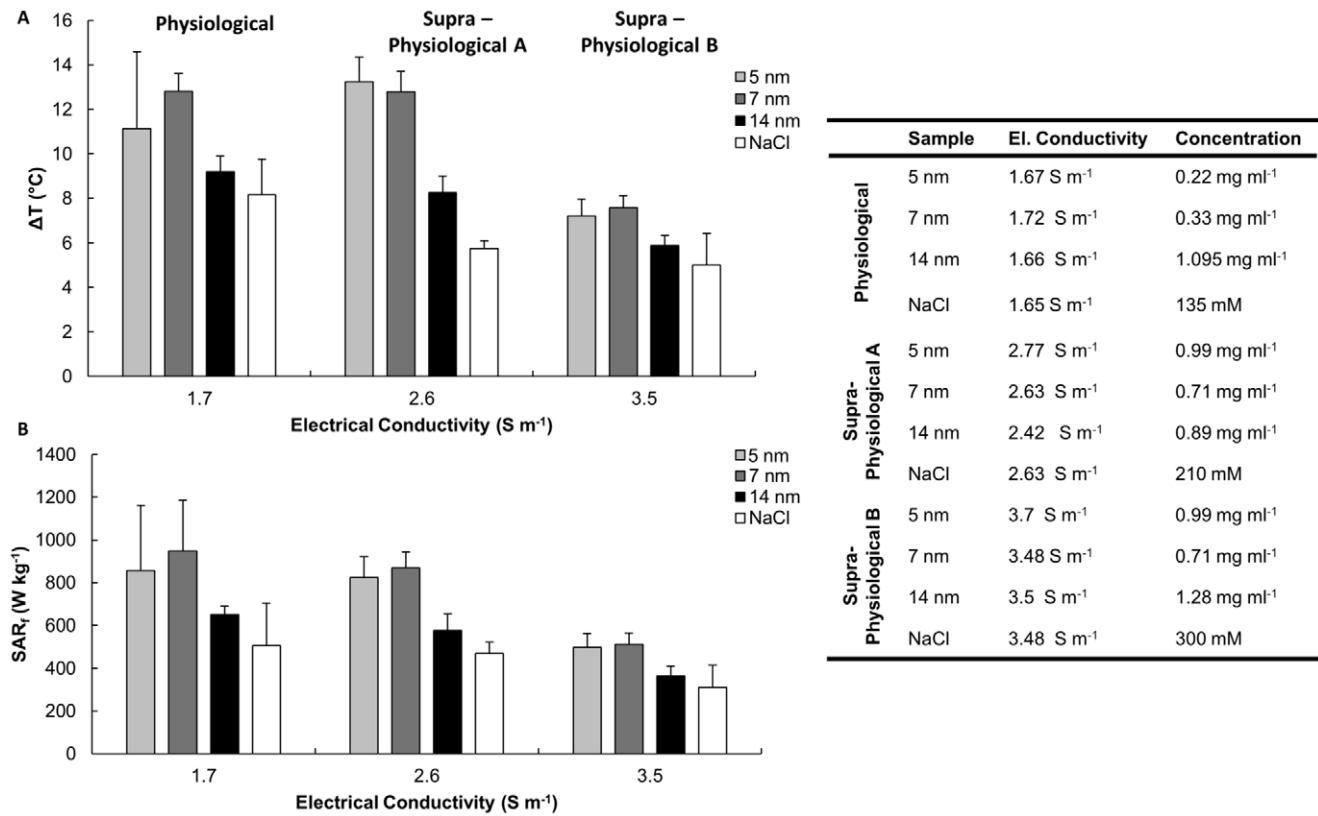 A
Physiological
Supra –
Physiological A
Supra –
Physiological B
16
14
12
10
8
6
4
2
0
ΔT (°C)
5 nm
7 nm
14 nm
NaCl
1.7
2.6
3.5
Electrical Conductivity (S m⁻¹)
B
1400
1200
1000
800
600
400
200
0
SARf (W kg⁻¹)
5 nm
7 nm
14 nm
NaCl
1.7
2.6
3.5
Electrical Conductivity (S m⁻¹)
Sample El. Conductivity Concentration
Physiological
5 nm 1.67 S m⁻¹ 0.22 mg ml⁻¹
7 nm 1.72 S m⁻¹ 0.33 mg ml⁻¹
14 nm 1.66 S m⁻¹ 1.095 mg ml⁻¹
NaCl 1.65 S m⁻¹ 135 mM
Supra-
Physiological A
5 nm 2.77 S m⁻¹ 0.99 mg ml⁻¹
7 nm 2.63 S m⁻¹ 0.71 mg ml⁻¹
14 nm 2.42 S m⁻¹ 0.89 mg ml⁻¹
NaCl 2.63 S m⁻¹ 210 mM
Supra-
Physiological B
5 nm 3.7 S m⁻¹ 0.99 mg ml⁻¹
7 nm 3.48 S m⁻¹ 0.71 mg ml⁻¹
14 nm 3.5 S m⁻¹ 1.28 mg ml⁻¹
NaCl 3.48 S m⁻¹ 300 mM